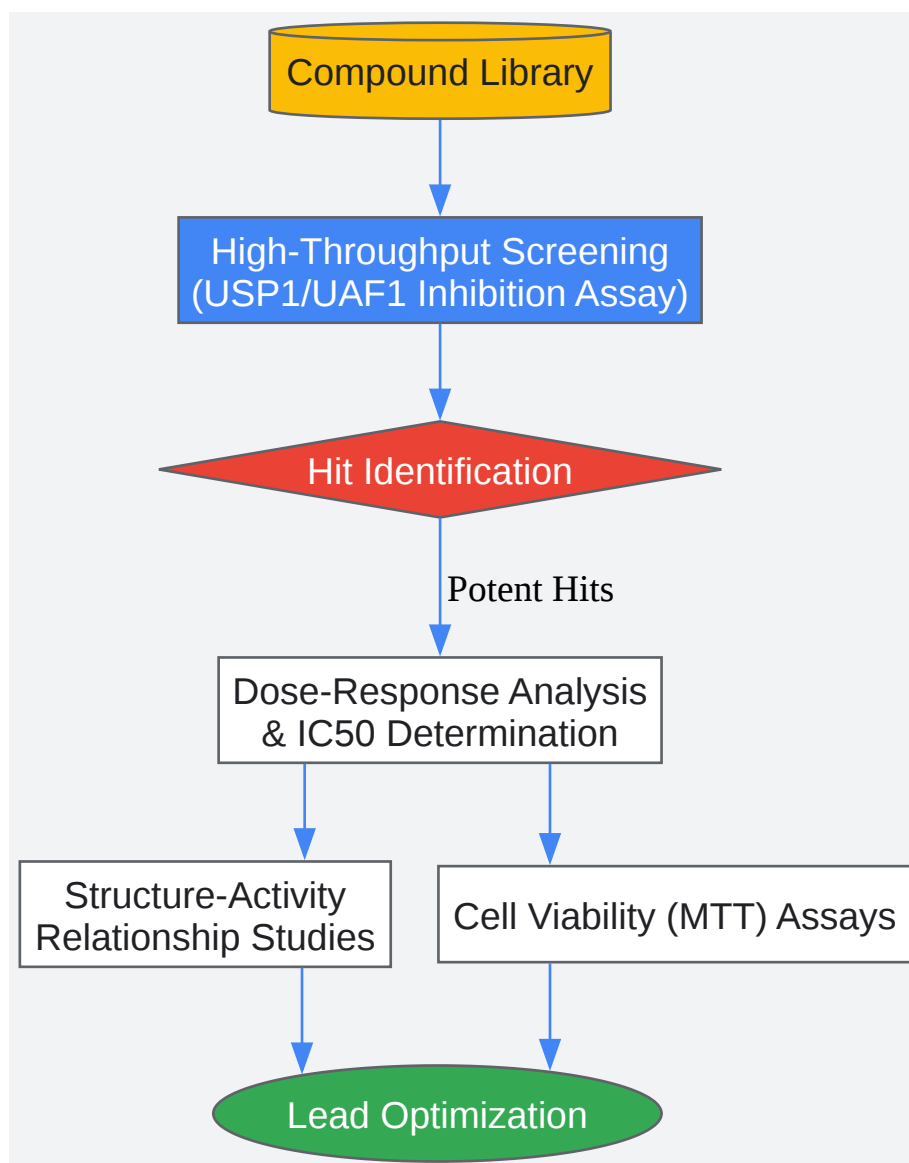 Compound Library
High-Throughput Screening
(USP1/UAF1 Inhibition Assay)
Hit Identification
Potent Hits
Dose-Response Analysis
& IC50 Determination
Structure-Activity
Relationship Studies
Cell Viability (MTT) Assays
Lead Optimization